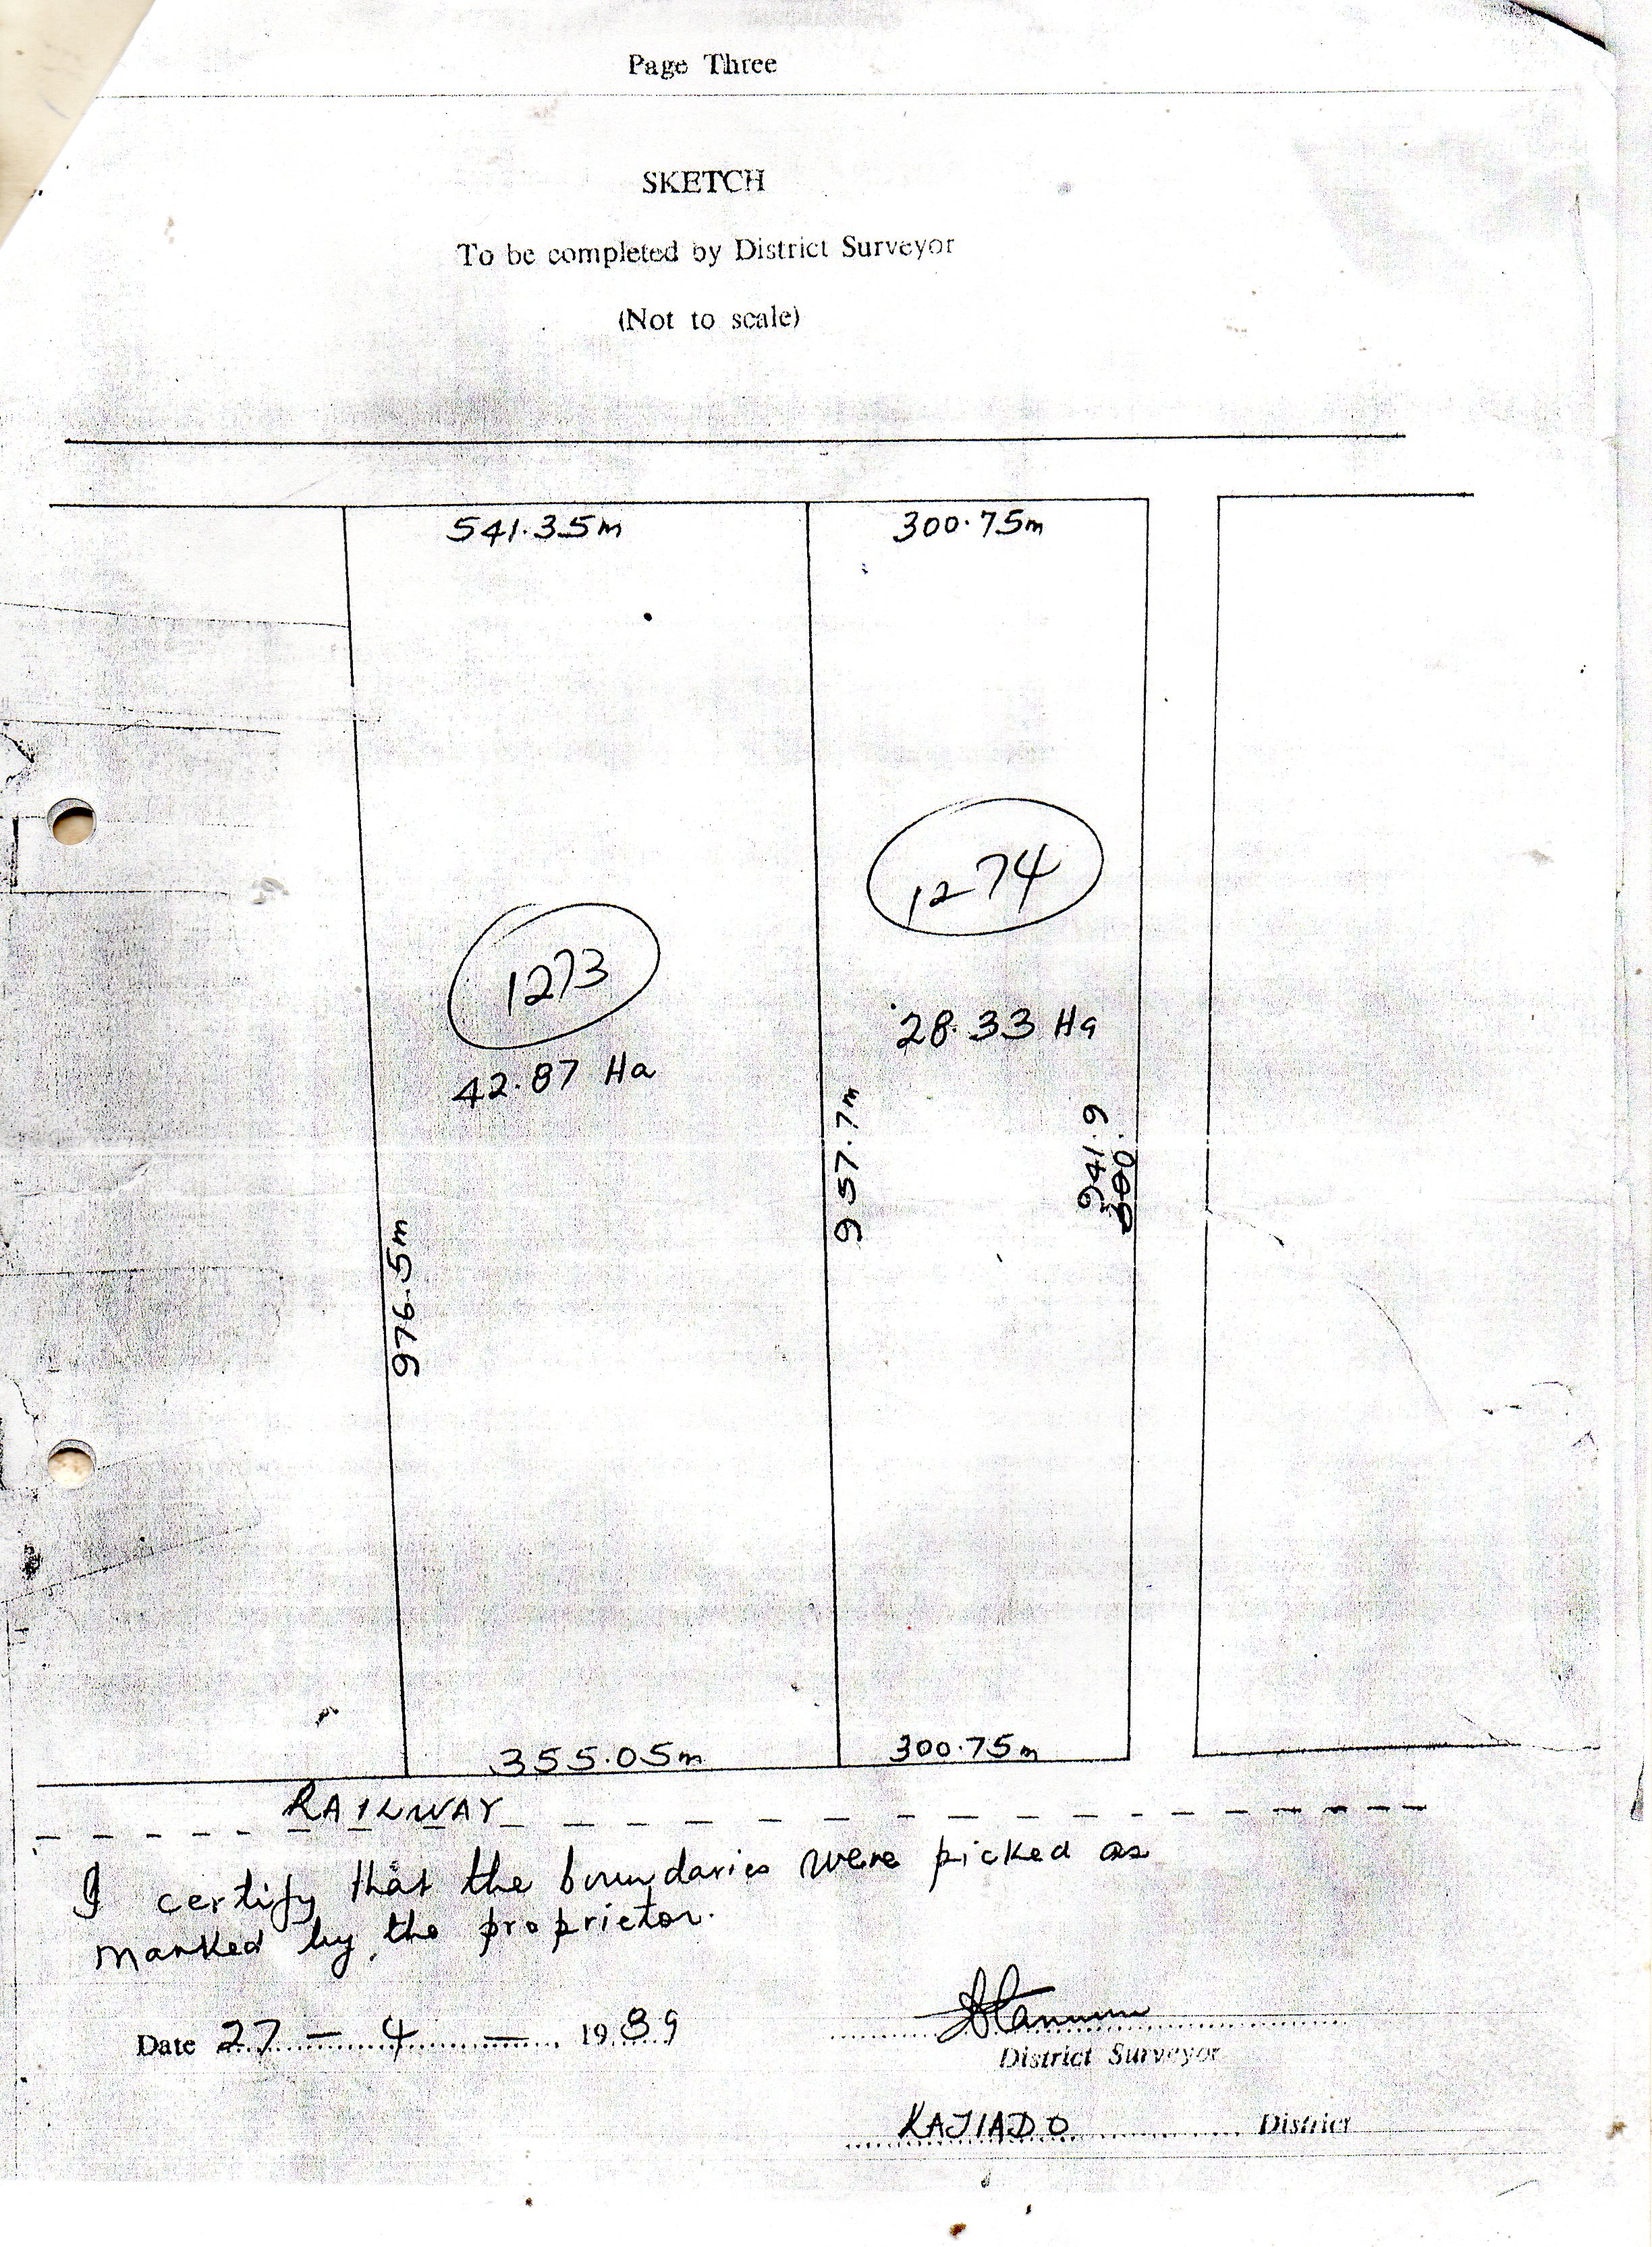 Page Three
SKETCH
To be completed by District Surveyor
(Not to scale)
541.35m
300.75m
1274
1273
28.33 Ha
42.87 Ha
957.7m
941.9
300.
976.5m
355.05m
300.75m
RAILWAY
I certify that the boundaries were picked as
marked by the proprietor.
Date 27 - 4 - 1989
District Surveyor
KAJIADO District